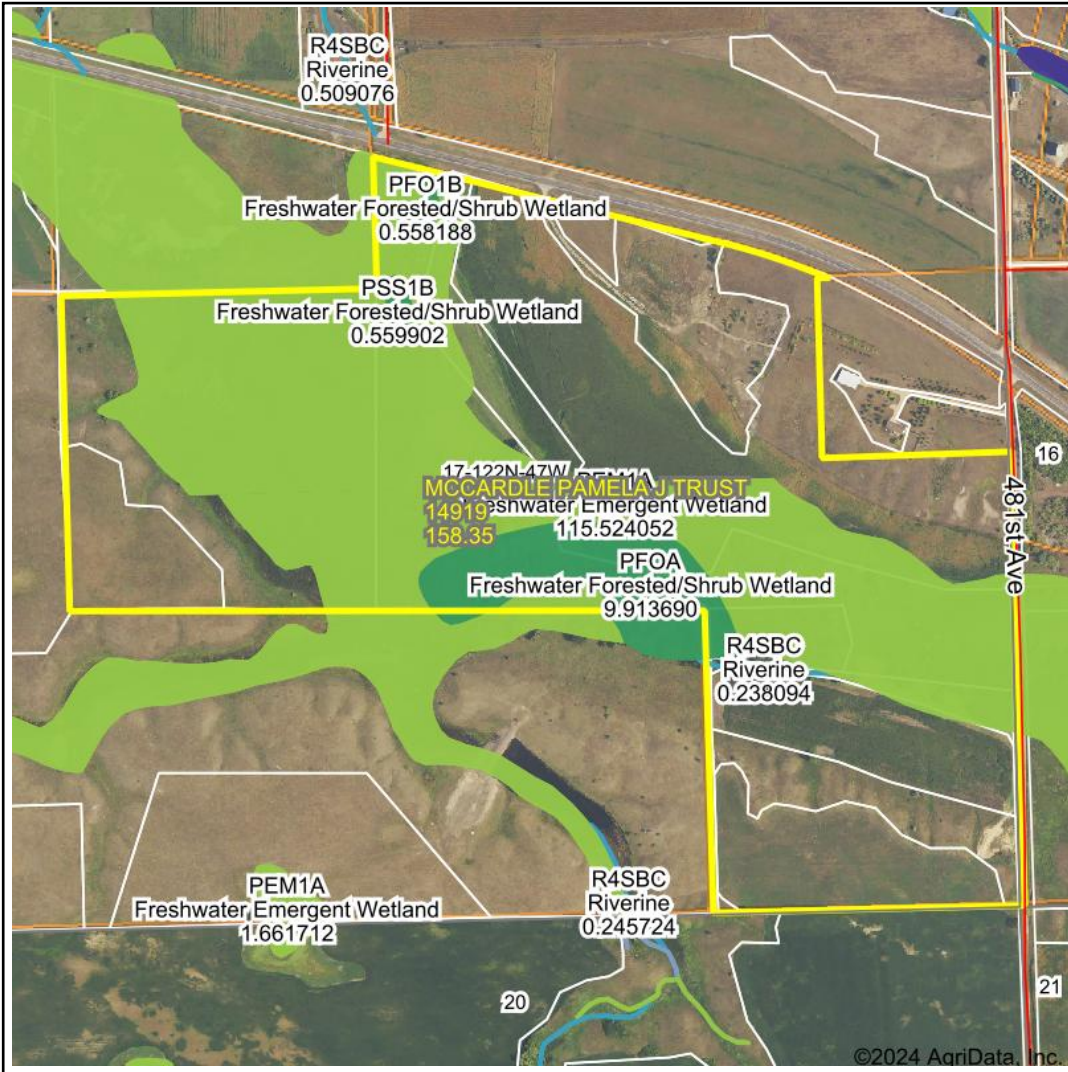 R4SBC
Riverine
0.509076
PFO1B
Freshwater Forested/Shrub Wetland
0.558188
PSS1B
Freshwater Forested/Shrub Wetland
0.559902
16
17-122N-47W
PEM1A
MCCARDLE PAMELA J TRUST
14919
Freshwater Emergent Wetland
158.35
115.524052
481st Ave
PFOA
Freshwater Forested/Shrub Wetland
9.913690
R4SBC
Riverine
0.238094
PEM1A
Freshwater Emergent Wetland
1.661712
R4SBC
Riverine
0.245724
20
21
©2024 AgriData, Inc.